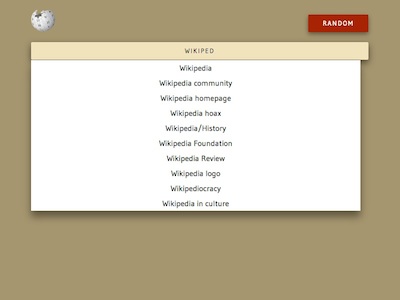 RANDOM
WIKIPED
Wikipedia
Wikipedia community
Wikipedia homepage
Wikipedia hoax
Wikipedia/History
Wikipedia Foundation
Wikipedia Review
Wikipedia logo
Wikipediocracy
Wikipedia in culture